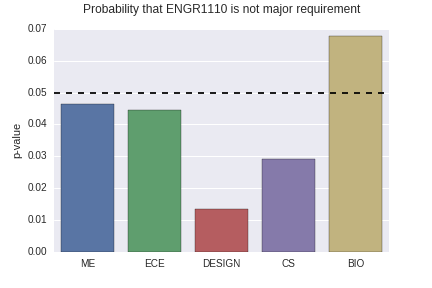 Probability that ENGR1110 is not major requirement
0.07
0.06
0.05
0.04
0.03
0.02
0.01
0.00
p-value
ME ECE DESIGN CS BIO